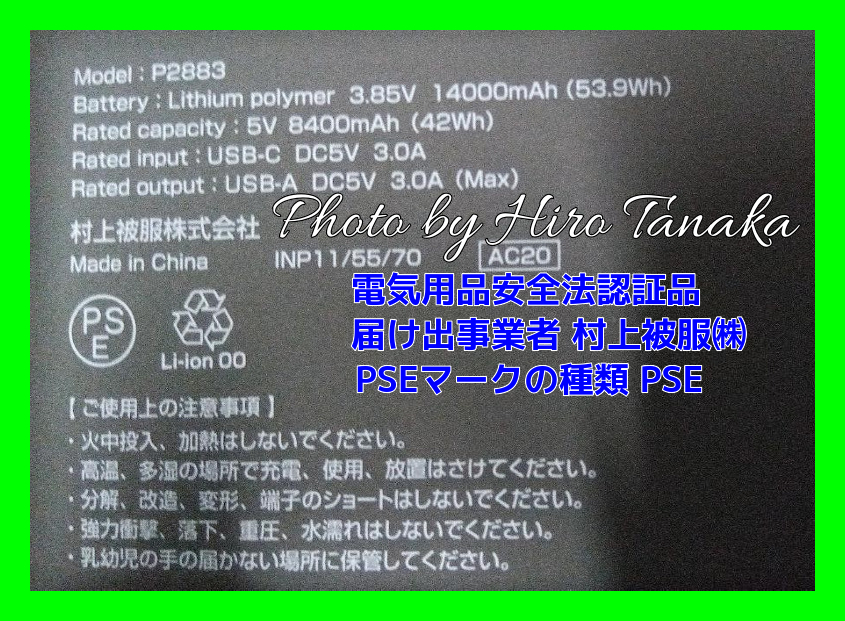 Model：P2883
Battery：Lithium polymer 3.85V 14000mAh（53.9Wh）
Rated capacity：5V 8400mAh（42Wh）
Rated input：USB-C DC5V 3.0A
Rated output：USB-A DC5V 3.0A（Max）
村上被服株式会社
Photo by Hiro Tanaka
Made in China INP11/55/70 AC20
電気用品安全法認証品
届け出事業者 村上被服㈱
PSEマークの種類 PSE
PS
E
Li-ion 00
【ご使用上の注意事項】
・火中投入、加熱はしないでください。
・高温、多湿の場所で充電、使用、放置はさけてください。
・分解、改造、変形、端子のショートはしないでください。
・強力衝撃、落下、重圧、水濡れはしないでください。
・乳幼児の手の届かない場所に保管してください。